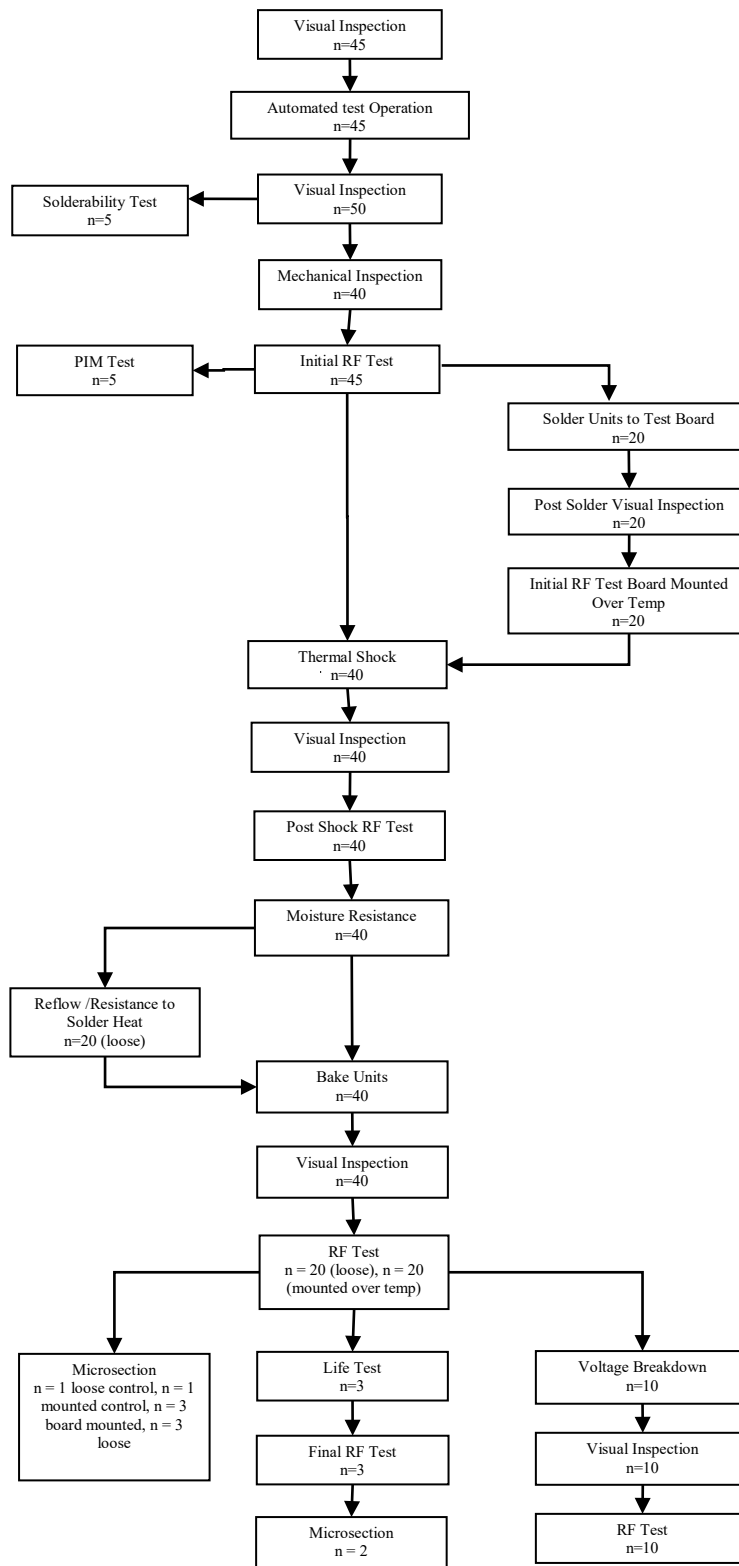 Visual Inspection
n=45
Automated test Operation
n=45
Solderability Test
n=5
Visual Inspection
n=50
Mechanical Inspection
n=40
PIM Test
n=5
Initial RF Test
n=45
Solder Units to Test Board
n=20
Post Solder Visual Inspection
n=20
Initial RF Test Board Mounted
Over Temp
n=20
Thermal Shock
n=40
Visual Inspection
n=40
Post Shock RF Test
n=40
Moisture Resistance
n=40
Reflow /Resistance to
Solder Heat
n=20 (loose)
Bake Units
n=40
Visual Inspection
n=40
RF Test
n = 20 (loose), n = 20
(mounted over temp)
Microsection
n = 1 loose control, n = 1
mounted control, n = 3
board mounted, n = 3
loose
Life Test
n=3
Final RF Test
n=3
Microsection
n = 2
Voltage Breakdown
n=10
Visual Inspection
n=10
RF Test
n=10